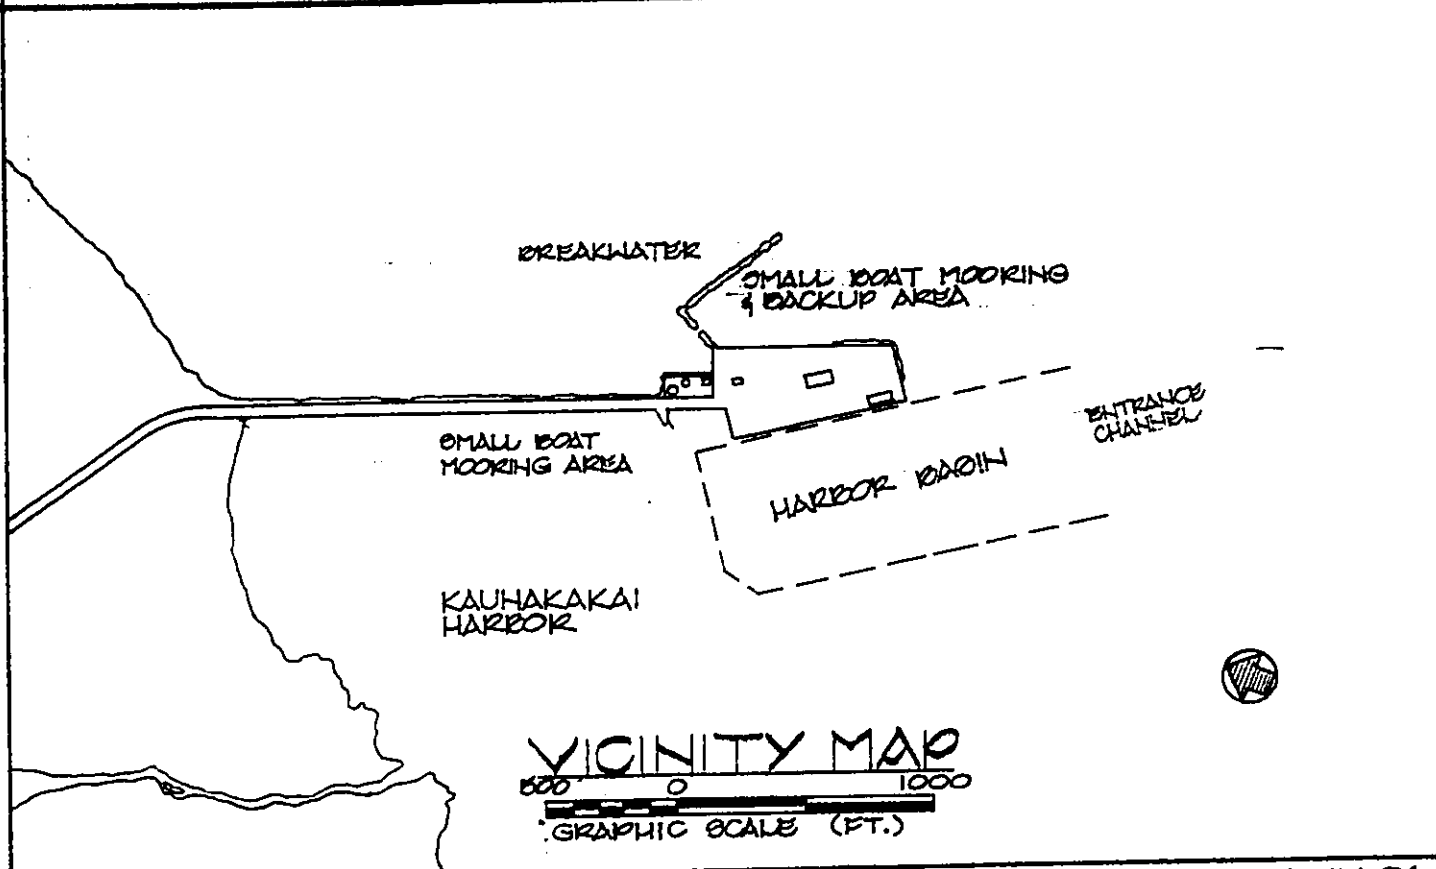 BREAKWATER
SMALL BOAT MOORING
& BACKUP AREA
ENTRANCE
CHANNEL
SMALL BOAT
MOORING AREA
HARBOR BASIN
KAUHAKAKAI
HARBOR
VICINITY MAP
500 0 1000
GRAPHIC SCALE (FT.)